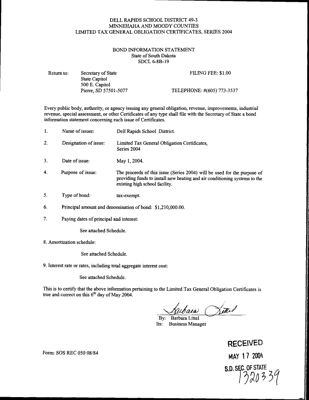 DELL RAPIDS SCHOOL DISTRICT 49-3
MINNEHAHA AND MOODY COUNTIES
LIMITED TAX GENERAL OBLIGATION CERTIFICATES, SERIES 2004
BOND INFORMATION STATEMENT
State of South Dakota
SDCL 6-8B-19
Return to: Secretary of State FILING FEE: $1.00
State Capitol
500 E. Capitol
Pierre, SD 57501-5077 TELEPHONE: #(605) 773-3537
Every public body, authority, or agency issuing any general obligation, revenue, improvements, industrial
revenue, special assessment, or other Certificates of any type shall file with the Secretary of State a bond
information statement concerning each issue of Certificates.
1. Name of issuer: Dell Rapids School District.
2. Designation of issue: Limited Tax General Obligation Certificates,
Series 2004
3. Date of issue: May 1, 2004.
4. Purpose of issue: The proceeds of this issue (Series 2004) will be used for the purpose of
providing funds to install new heating and air conditioning systems to the
existing high school facility.
5. Type of bond: tax-exempt.
6. Principal amount and denomination of bond: $1,210,000.00.
7. Paying dates of principal and interest:
See attached Schedule.
8. Amortization schedule:
See attached Schedule.
9. Interest rate or rates, including total aggregate interest cost:
See attached Schedule.
This is to certify that the above information pertaining to the Limited Tax General Obligation Certificates is
true and correct on this 6th day of May 2004.
Barbara Littel
By: Barbara Littel
Its: Business Manager
Form: SOS REC 050 08/84
RECEIVED
MAY 17 2004
S.D. SEC. OF STATE
1320339